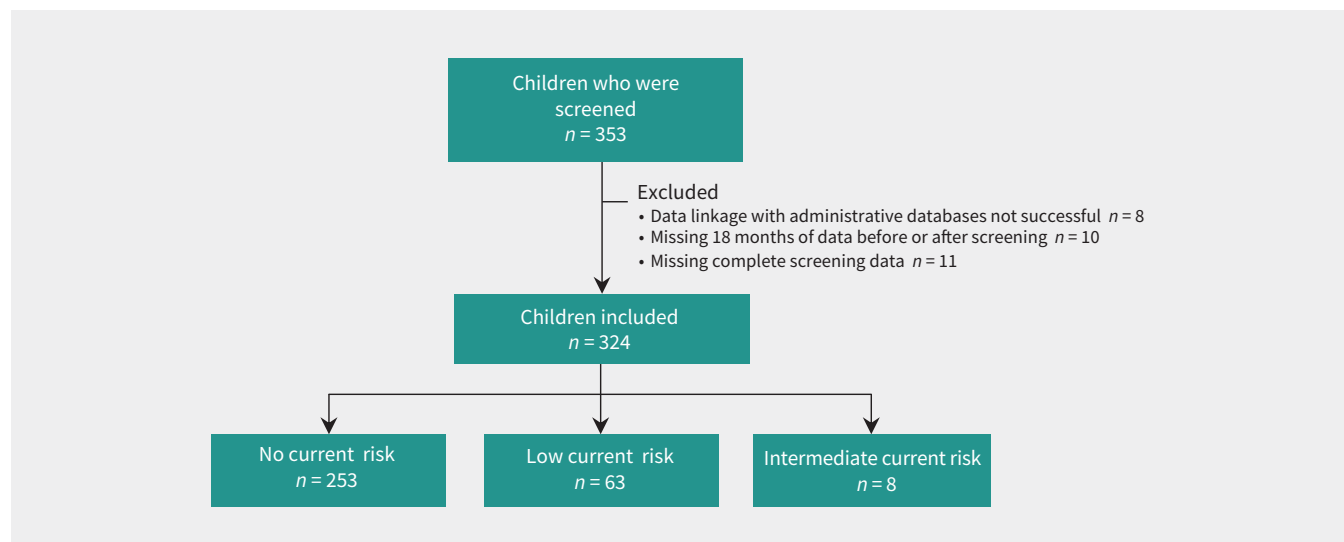 Children who were
screened
n = 353
Excluded
• Data linkage with administrative databases not successful n = 8
• Missing 18 months of data before or after screening n = 10
• Missing complete screening data n = 11
Children included
n = 324
No current risk
n = 253
Low current risk
n = 63
Intermediate current risk
n = 8